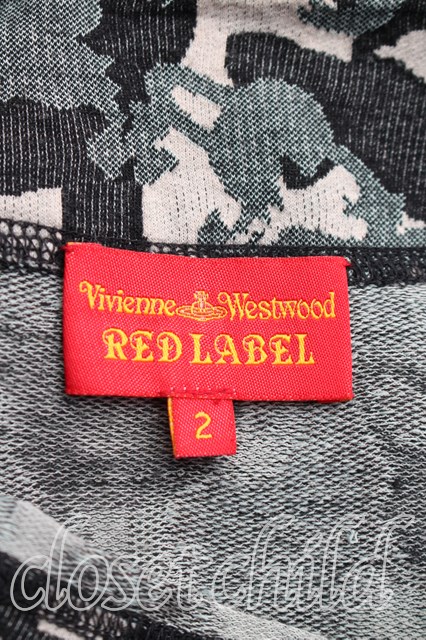 Vivienne Westwood
RED LABEL
2
closet.child